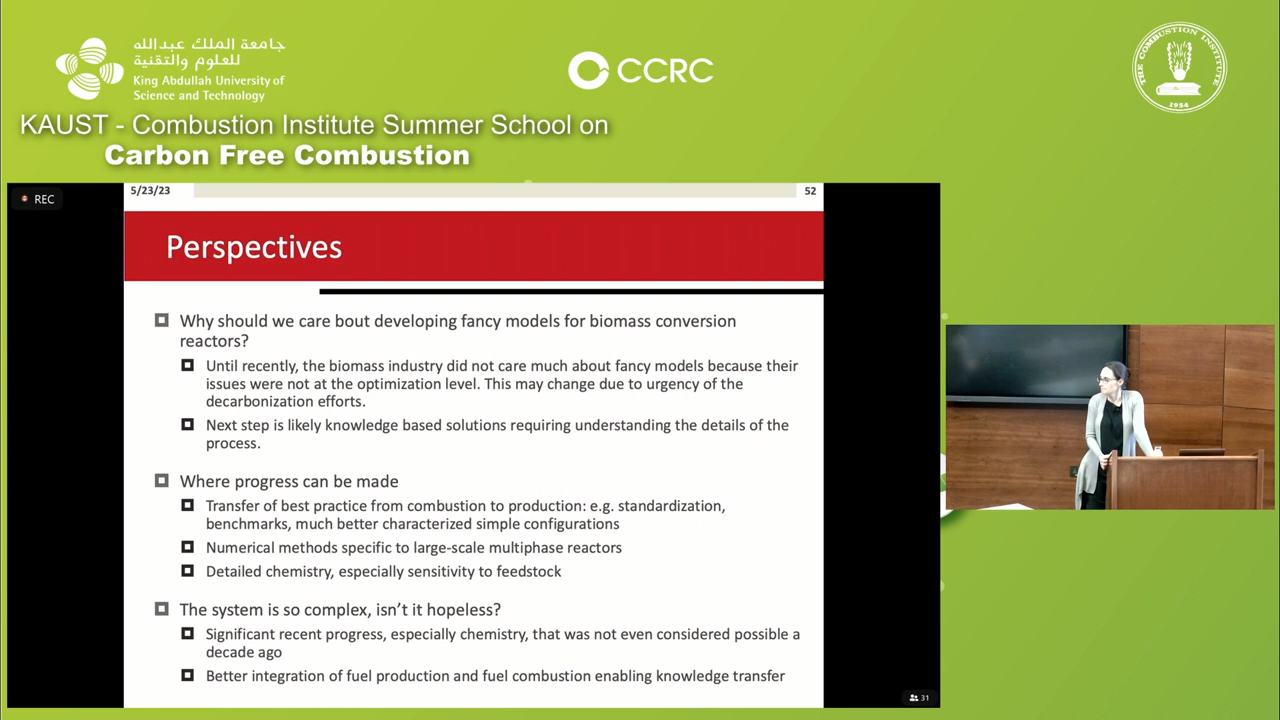 جامعة الملك عبدالله
للعلوم والتقنية
King Abdullah University of
Science and Technology
CCRC
THE COMBUSTION INSTITUTE
1954
KAUST - Combustion Institute Summer School on
Carbon Free Combustion
REC
5/23/23
52
Perspectives
Why should we care bout developing fancy models for biomass conversion
reactors?
Until recently, the biomass industry did not care much about fancy models because their
issues were not at the optimization level. This may change due to urgency of the
decarbonization efforts.
Next step is likely knowledge based solutions requiring understanding the details of the
process.
Where progress can be made
Transfer of best practice from combustion to production: e.g. standardization,
benchmarks, much better characterized simple configurations
Numerical methods specific to large-scale multiphase reactors
Detailed chemistry, especially sensitivity to feedstock
The system is so complex, isn't it hopeless?
Significant recent progress, especially chemistry, that was not even considered possible a
decade ago
Better integration of fuel production and fuel combustion enabling knowledge transfer
31